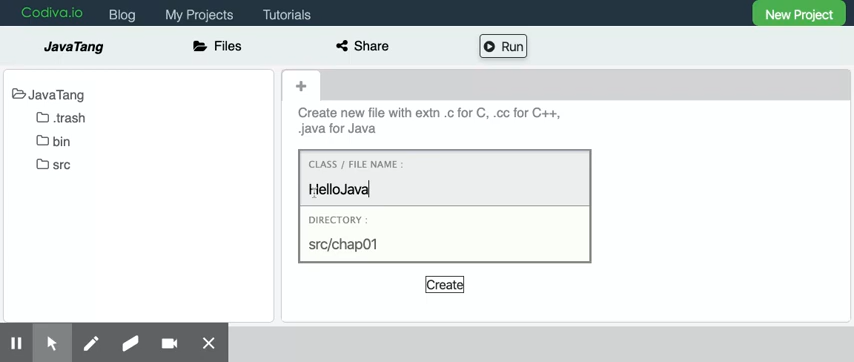 Codiva.io Blog My Projects Tutorials New Project
JavaTang Files Share Run
JavaTang
.trash
bin
src
+
Create new file with extn .c for C, .cc for C++,
.java for Java
CLASS / FILE NAME :
HelloJava
DIRECTORY :
src/chap01
Create